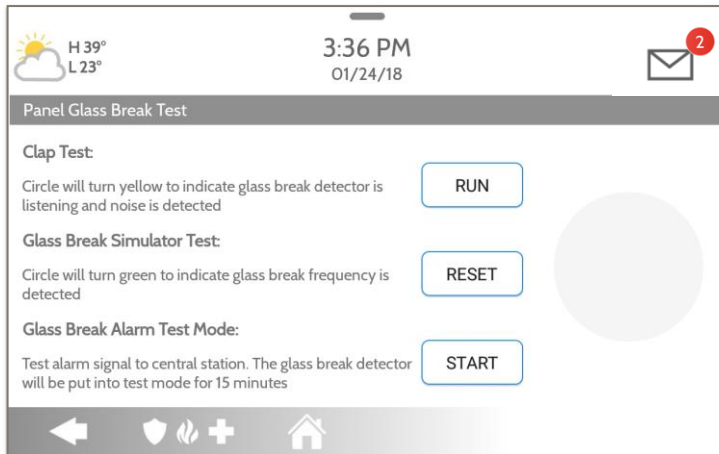 H 39°
L 23°
3:36 PM
01/24/18
2
Panel Glass Break Test
Clap Test:
Circle will turn yellow to indicate glass break detector is
listening and noise is detected
RUN
Glass Break Simulator Test:
Circle will turn green to indicate glass break frequency is
detected
RESET
Glass Break Alarm Test Mode:
Test alarm signal to central station. The glass break detector
will be put into test mode for 15 minutes
START